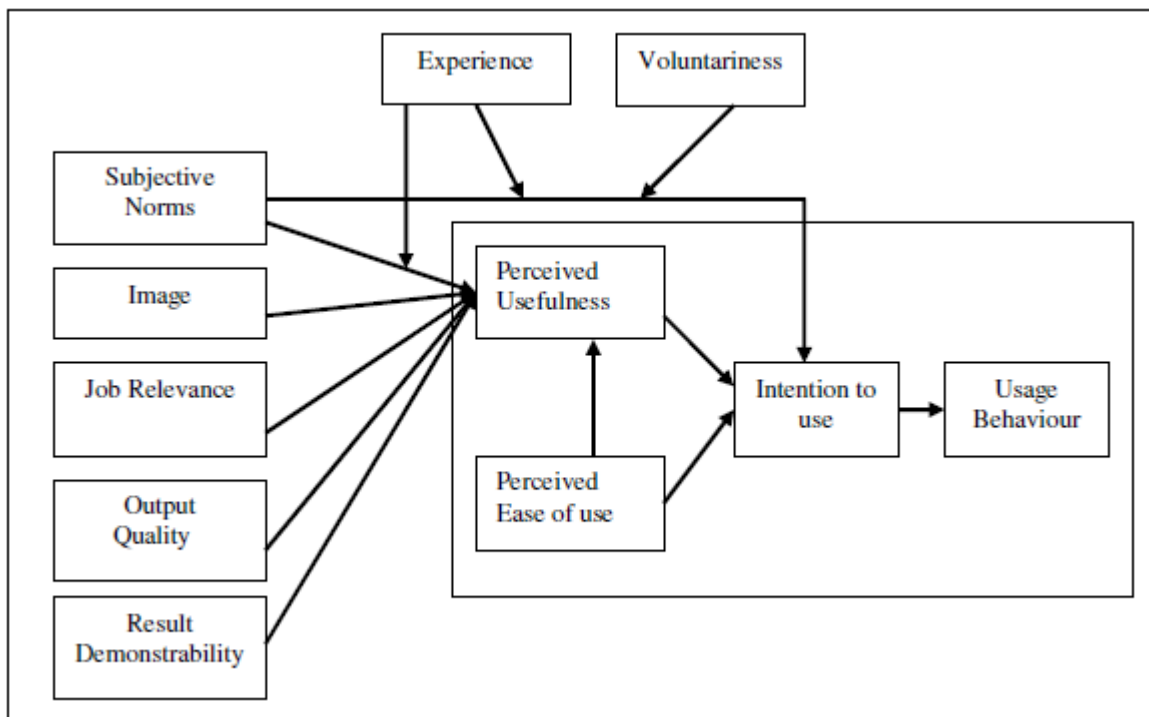 Experience
Voluntariness
Subjective
Norms
Image
Job Relevance
Output
Quality
Result
Demonstrability
Perceived
Usefulness
Perceived
Ease of use
Intention to
use
Usage
Behaviour